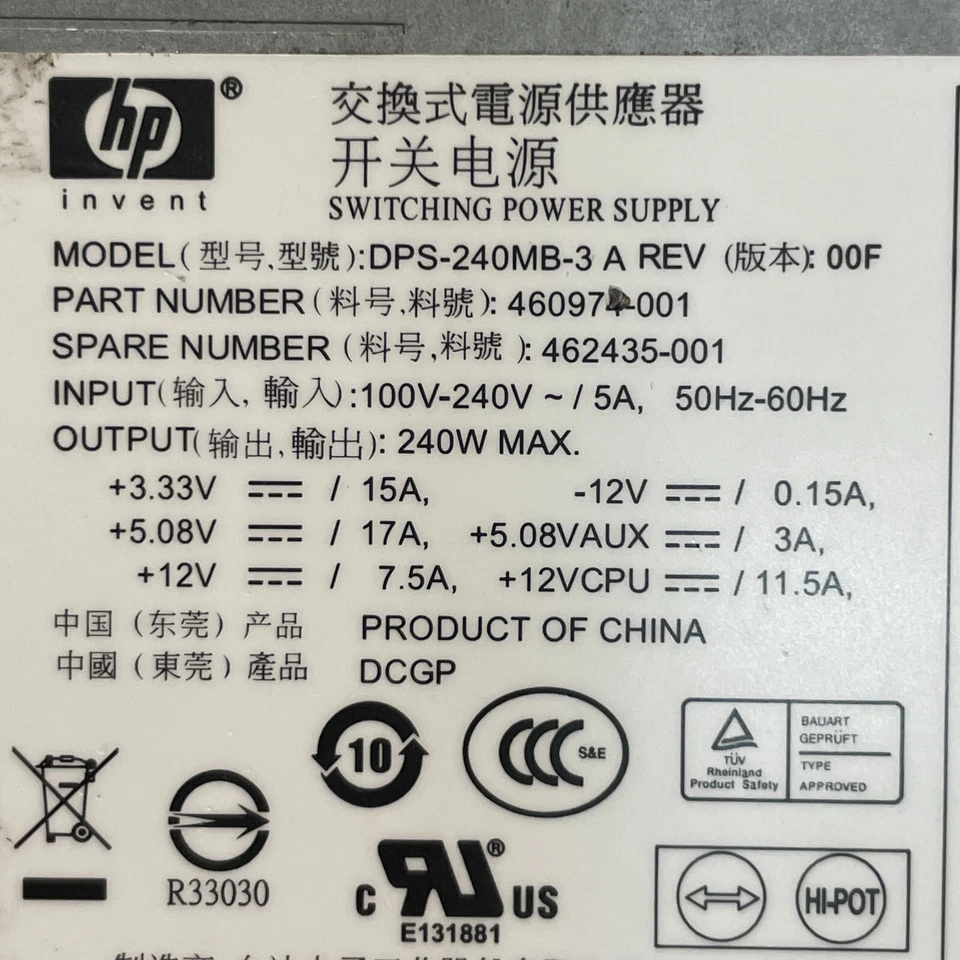 hp®
invent
交換式電源供應器
开关电源
SWITCHING POWER SUPPLY
MODEL(型号,型號):DPS-240MB-3 A REV (版本): 00F
PART NUMBER(料号,料號): 460974-001
SPARE NUMBER (料号,料號): 462435-001
INPUT(输入, 輸入):100V-240V ~ / 5A, 50Hz-60Hz
OUTPUT(输出,輸出): 240W MAX.
+3.33V ⎓ / 15A, -12V ⎓ / 0.15A,
+5.08V ⎓ / 17A, +5.08VAUX ⎓ / 3A,
+12V ⎓ / 7.5A, +12VCPU ⎓ / 11.5A,
中国（东莞）产品 PRODUCT OF CHINA
中國（東莞）產品 DCGP
10
CCC S&E
TÜV
Rheinland
Product Safety
BAUART
GEPRÜFT
TYPE
APPROVED
R33030
C RU® US
E131881
HI-POT